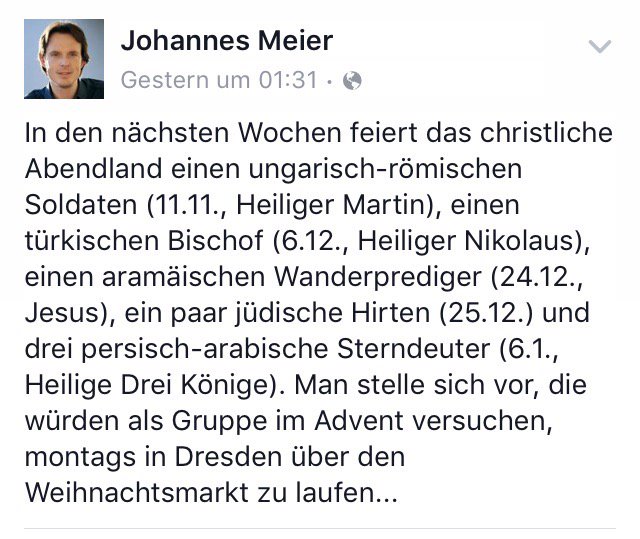 Johannes Meier
Gestern um 01:31 ·
In den nächsten Wochen feiert das christliche
Abendland einen ungarisch-römischen
Soldaten (11.11., Heiliger Martin), einen
türkischen Bischof (6.12., Heiliger Nikolaus),
einen aramäischen Wanderprediger (24.12.,
Jesus), ein paar jüdische Hirten (25.12.) und
drei persisch-arabische Sterndeuter (6.1.,
Heilige Drei Könige). Man stelle sich vor, die
würden als Gruppe im Advent versuchen,
montags in Dresden über den
Weihnachtsmarkt zu laufen...